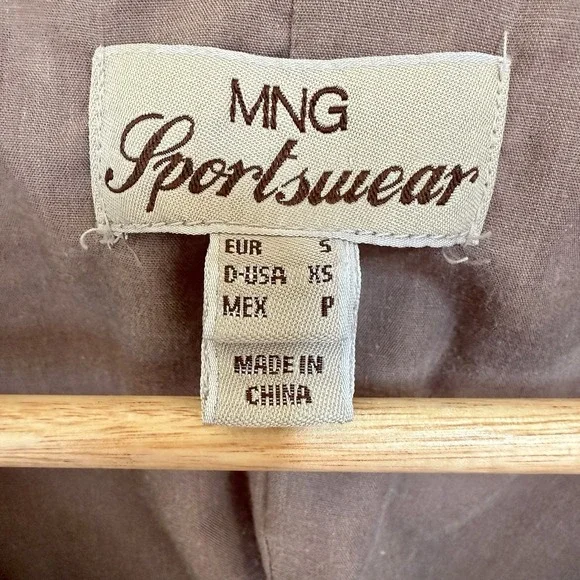 MNG
Sportswear
EUR S
D-USA XS
MEX P
MADE IN
CHINA